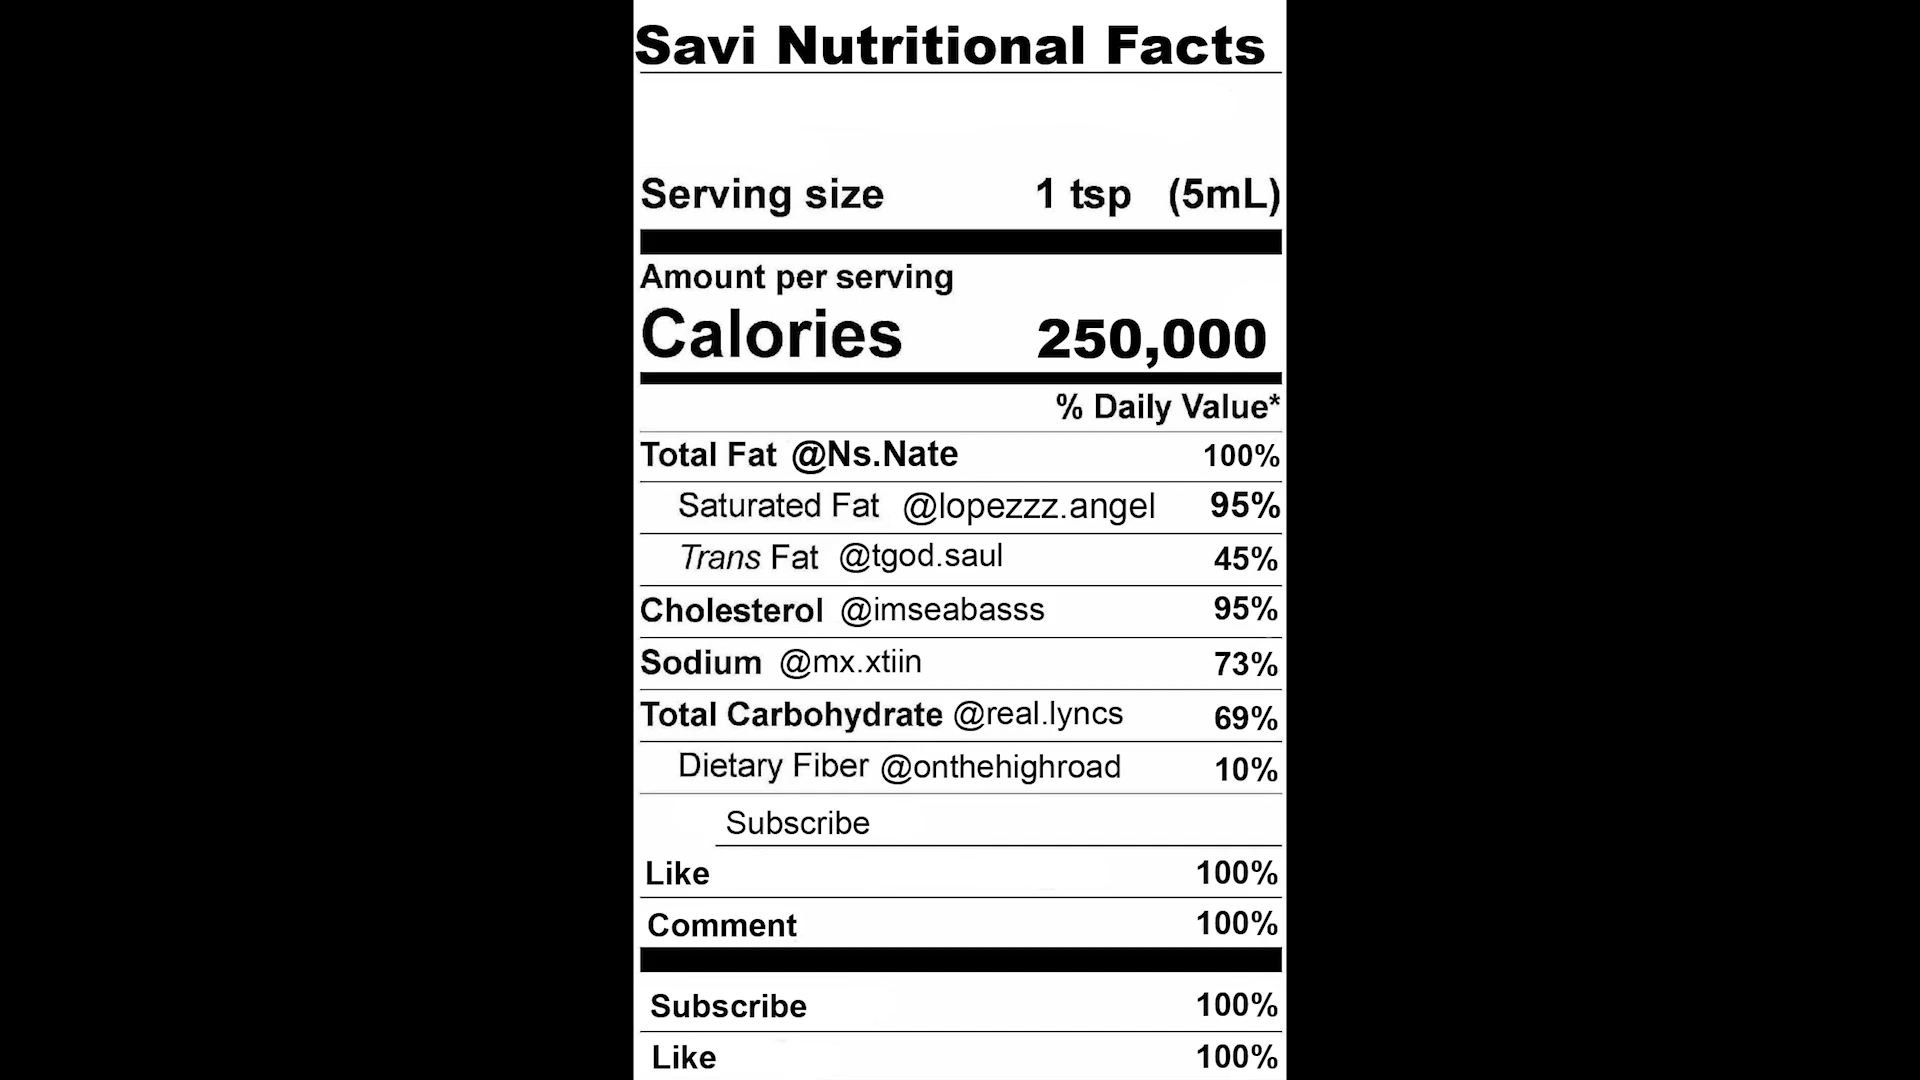 Savi Nutritional Facts
Serving size 1 tsp (5mL)
Amount per serving
Calories 250,000
% Daily Value*
Total Fat @Ns.Nate 100%
Saturated Fat @lopezzz.angel 95%
Trans Fat @tgod.saul 45%
Cholesterol @imseabasss 95%
Sodium @mx.xtiin 73%
Total Carbohydrate @real.lyncs 69%
Dietary Fiber @onthehighroad 10%
Subscribe
Like 100%
Comment 100%
Subscribe 100%
Like 100%